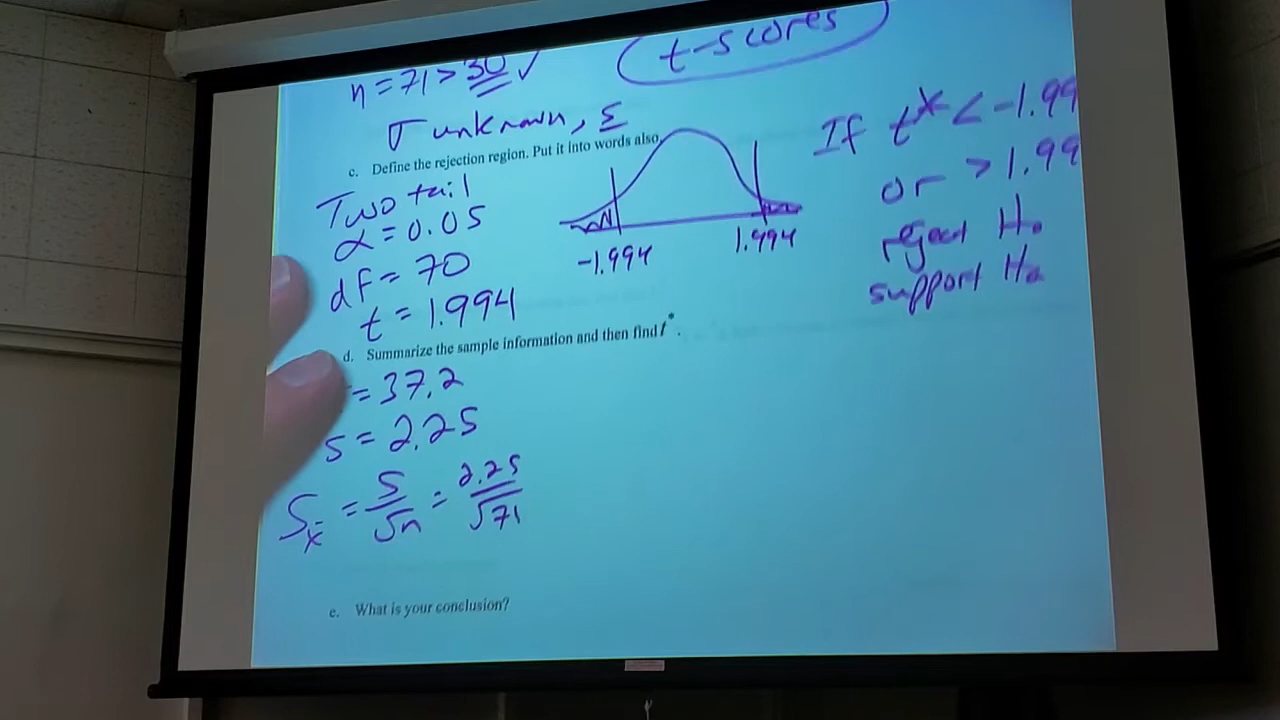 t-scores
n = 71 > 30 ✓
σ unknown, Σ
c. Define the rejection region. Put it into words also.
Two tail
α = 0.05
df = 70
t = 1.994
-1.994 1.994
If t* < -1.99
or > 1.99
reject Ho
support Ha
d. Summarize the sample information and then find t*.
= 37.2
s = 2.25
Sx̄ = S/√n = 2.25/√71
e. What is your conclusion?